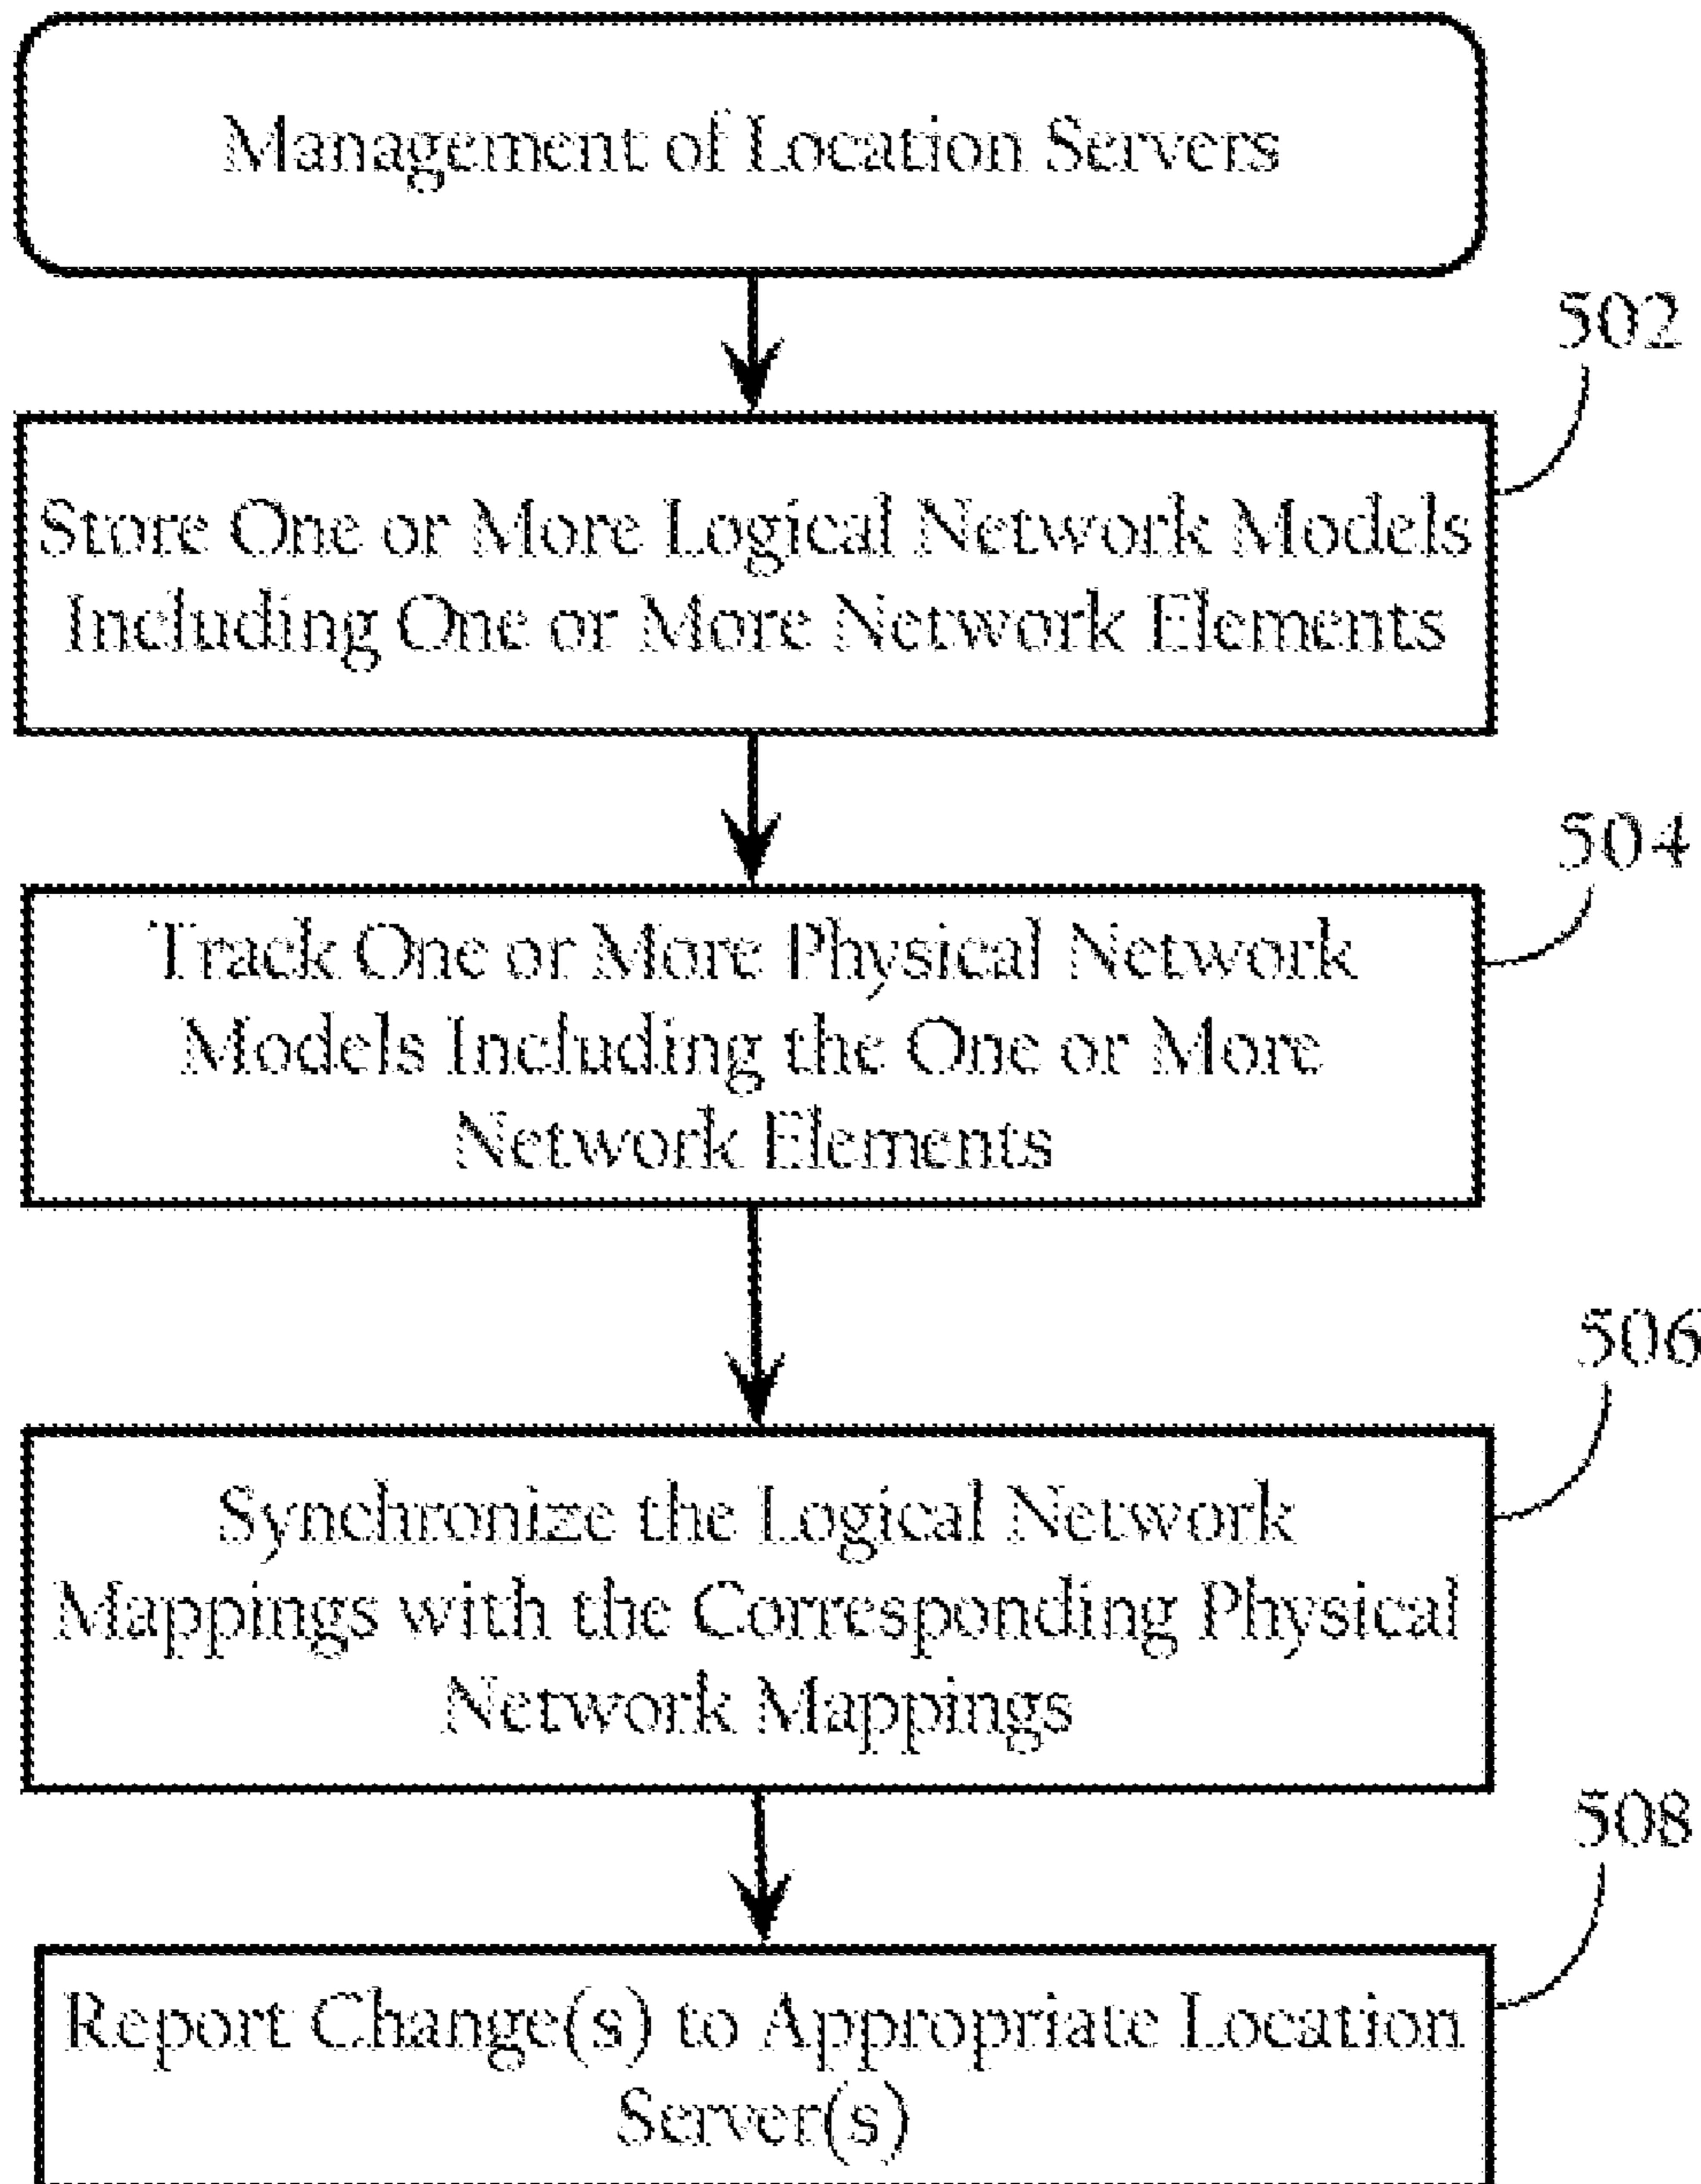 Management of Location Servers
502
Store One or More Logical Network Models
Including One or More Network Elements
504
Track One or More Physical Network
Models Including the One or More
Network Elements
506
Synchronize the Logical Network
Mappings with the Corresponding Physical
Network Mappings
508
Report Change(s) to Appropriate Location
Server(s)